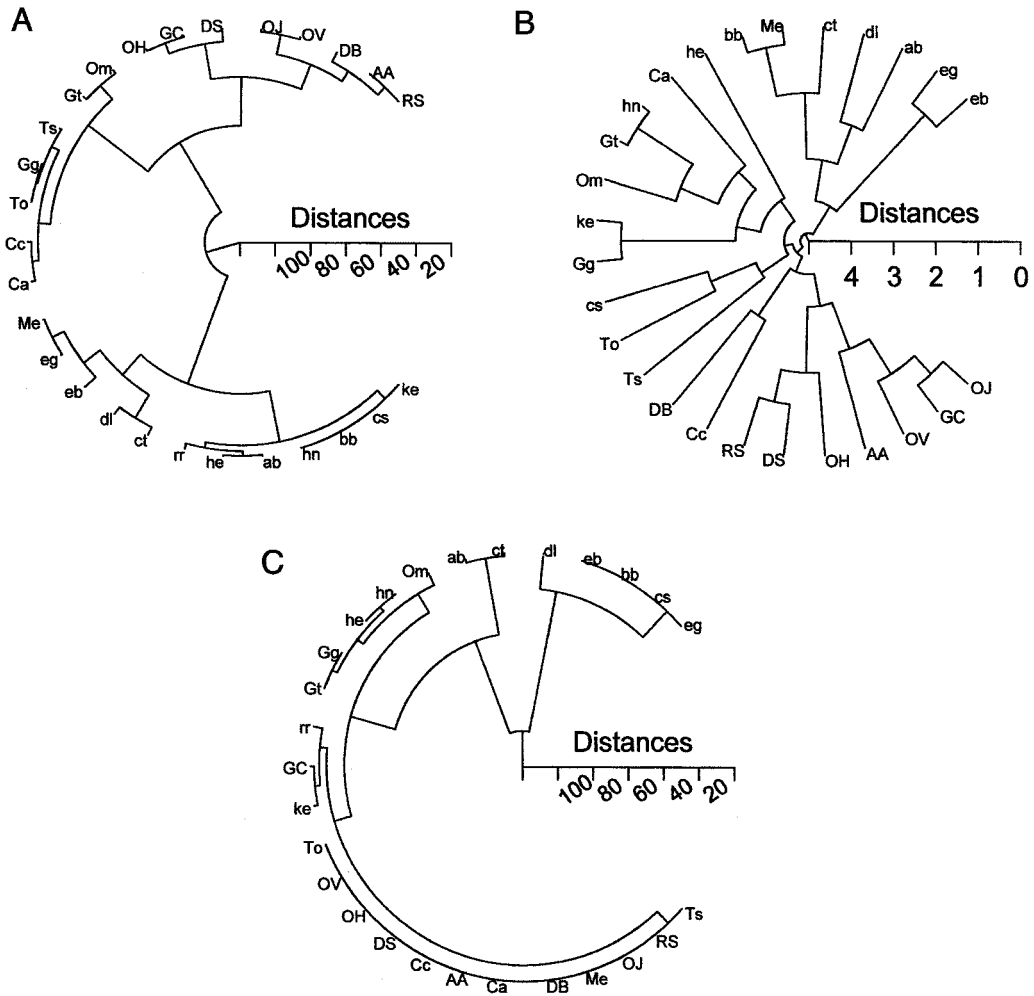 A
OH
GC
DS
OJ
OV
DB
AA
RS
Om
Gt
Ts
Gg
To
Cc
Ca
Me
eg
eb
dl
ct
rr
he
ab
hn
bb
cs
ke
Distances
100 80 60 40 20
B
bb
Me
ct
dl
ab
eg
eb
he
Ca
hn
Gt
Om
ke
Gg
cs
To
Ts
DB
Cc
RS
DS
OH
AA
OV
GC
OJ
Distances
4 3 2 1 0
C
ab
ct
dl
eb
bb
cs
eg
Om
hn
he
Gg
Gt
rr
GC
ke
To
OV
OH
DS
Cc
AA
Ca
DB
Me
OJ
RS
Ts
Distances
100 80 60 40 20